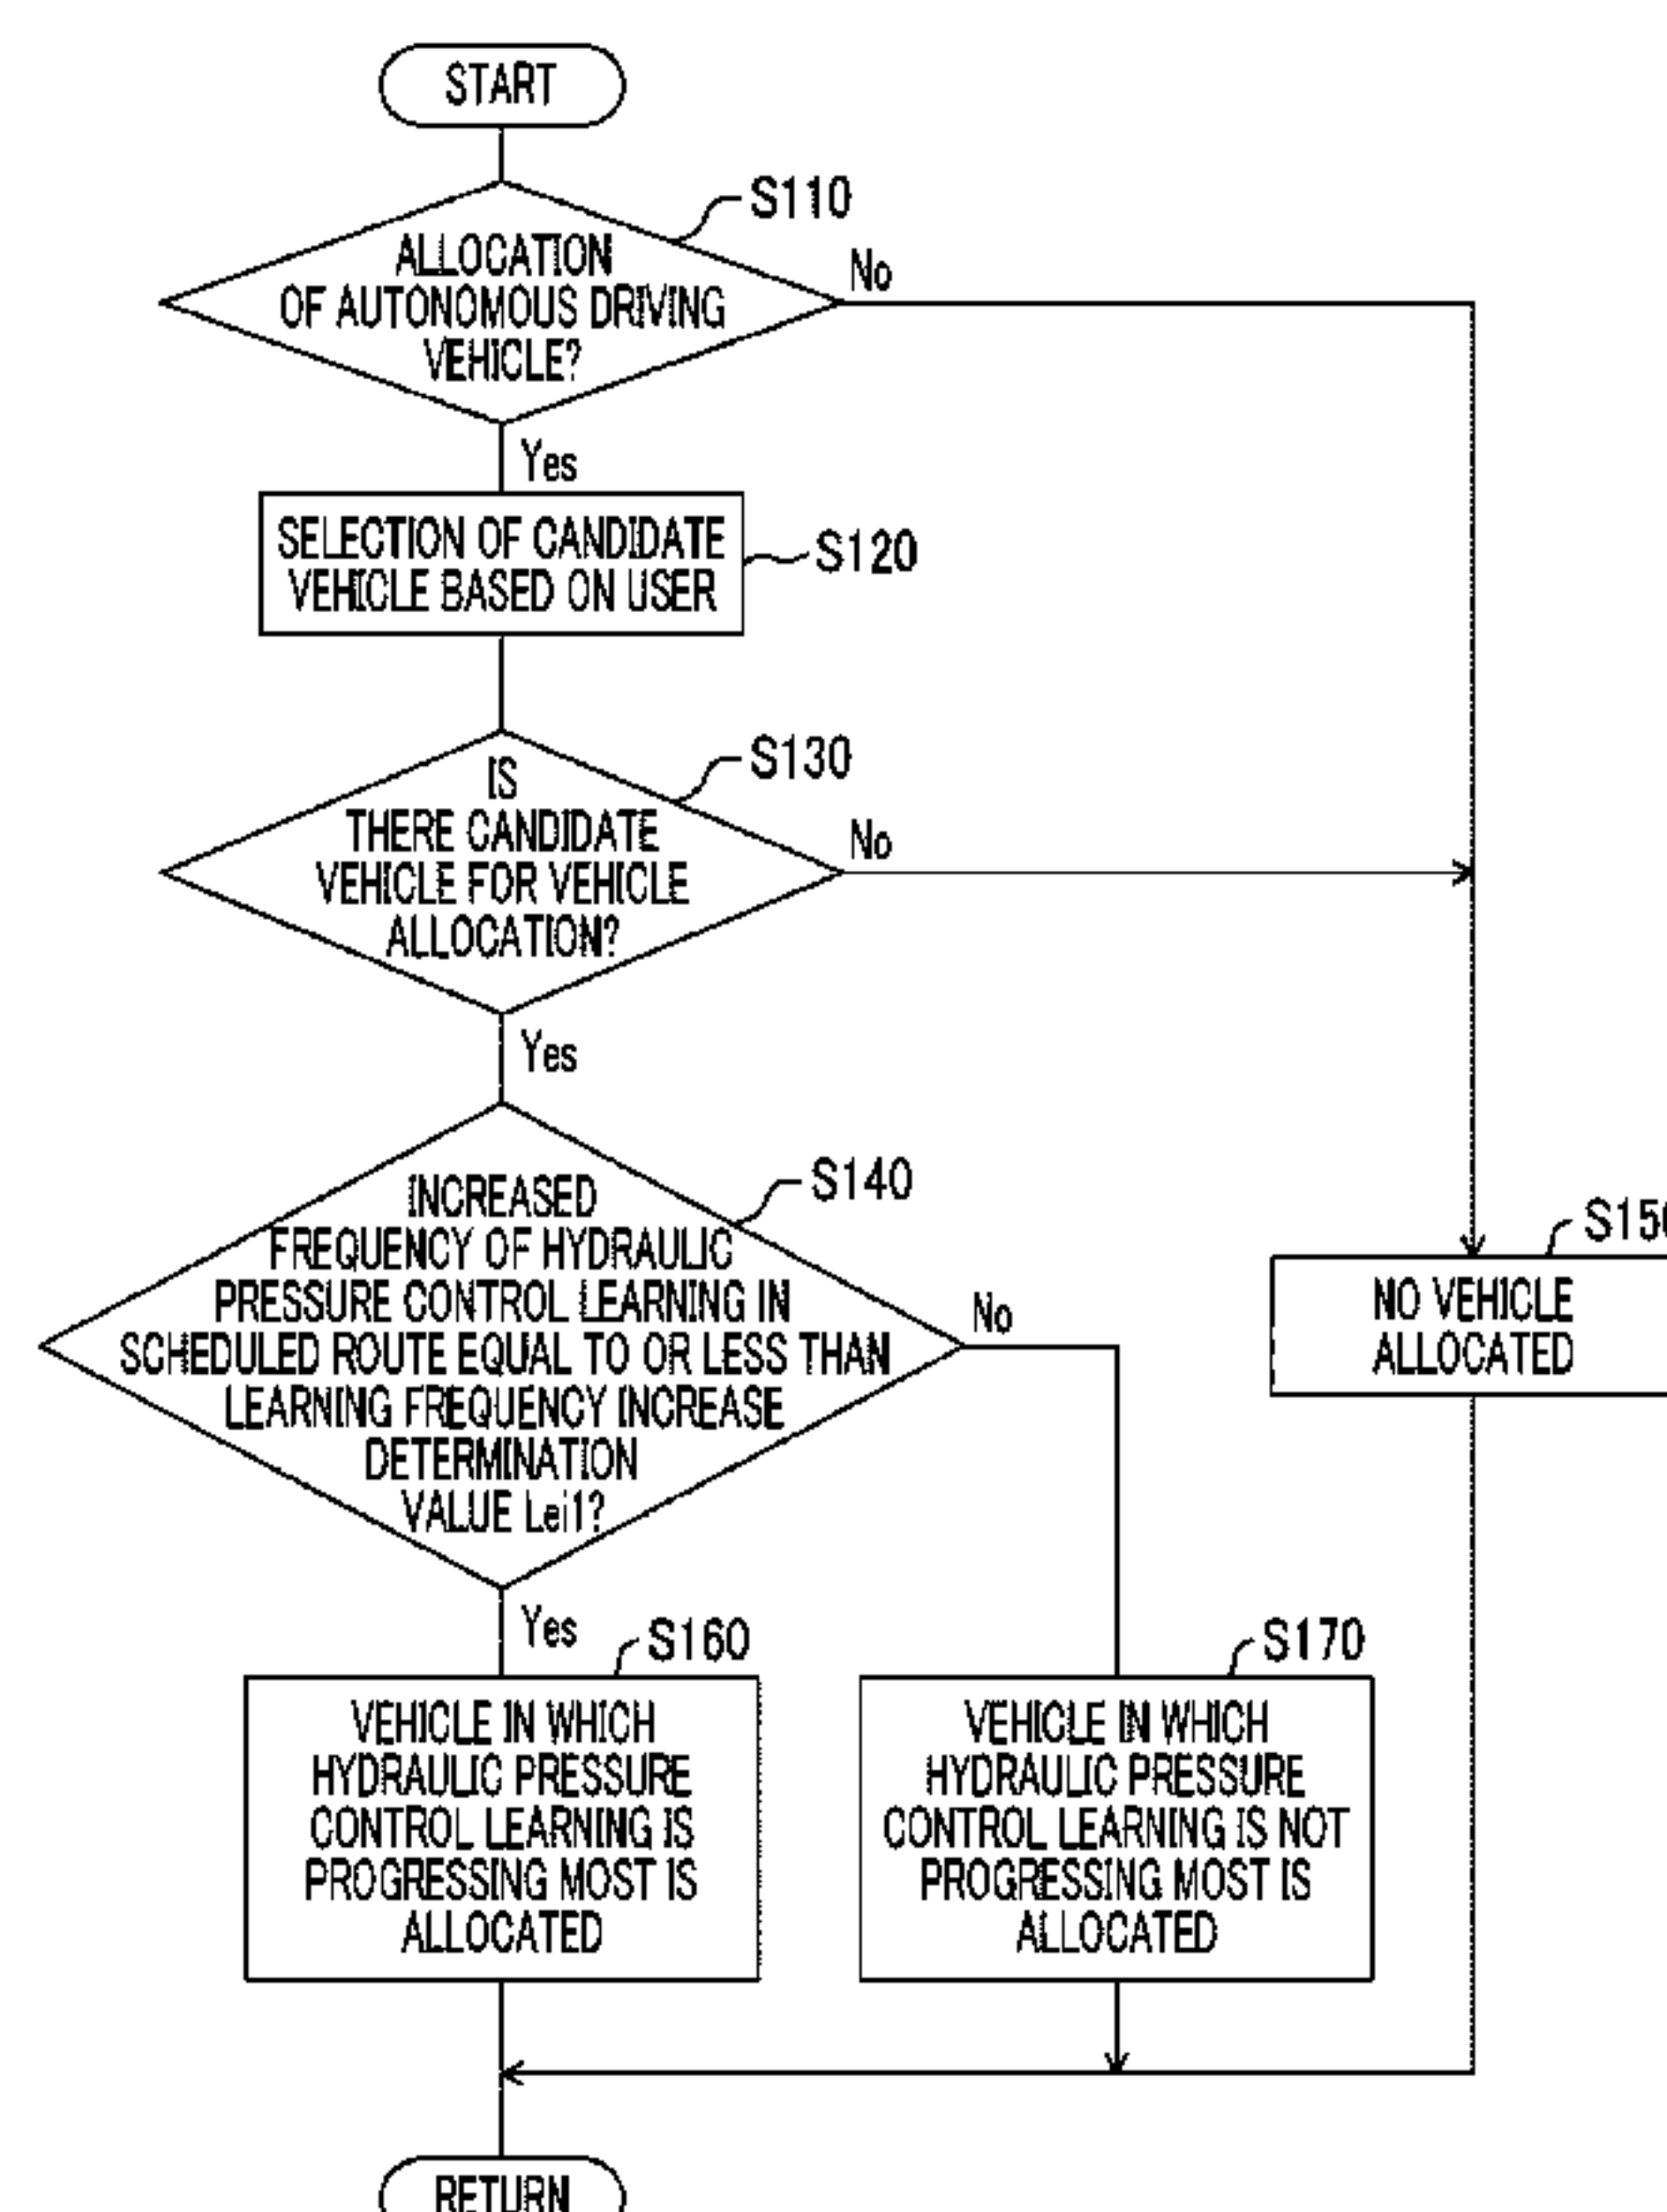 START
S110
ALLOCATION
OF AUTONOMOUS DRIVING
VEHICLE?
No
Yes
SELECTION OF CANDIDATE
VEHICLE BASED ON USER
S120
S130
IS
THERE CANDIDATE
VEHICLE FOR VEHICLE
ALLOCATION?
No
Yes
S140
INCREASED
FREQUENCY OF HYDRAULIC
PRESSURE CONTROL LEARNING IN
SCHEDULED ROUTE EQUAL TO OR LESS THAN
LEARNING FREQUENCY INCREASE
DETERMINATION
VALUE Lei1?
No
Yes
S150
NO VEHICLE
ALLOCATED
S160
VEHICLE IN WHICH
HYDRAULIC PRESSURE
CONTROL LEARNING IS
PROGRESSING MOST IS
ALLOCATED
S170
VEHICLE IN WHICH
HYDRAULIC PRESSURE
CONTROL LEARNING IS NOT
PROGRESSING MOST IS
ALLOCATED
RETURN